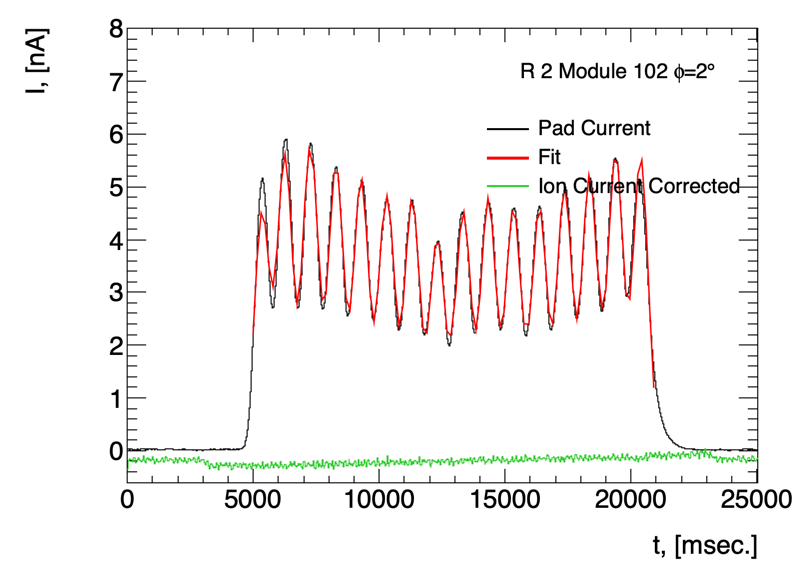 I, [nA]
8
7
6
5
4
3
2
1
0
R 2 Module 102 ϕ=2°
Pad Current
Fit
Ion Current Corrected
0 5000 10000 15000 20000 25000
t, [msec.]